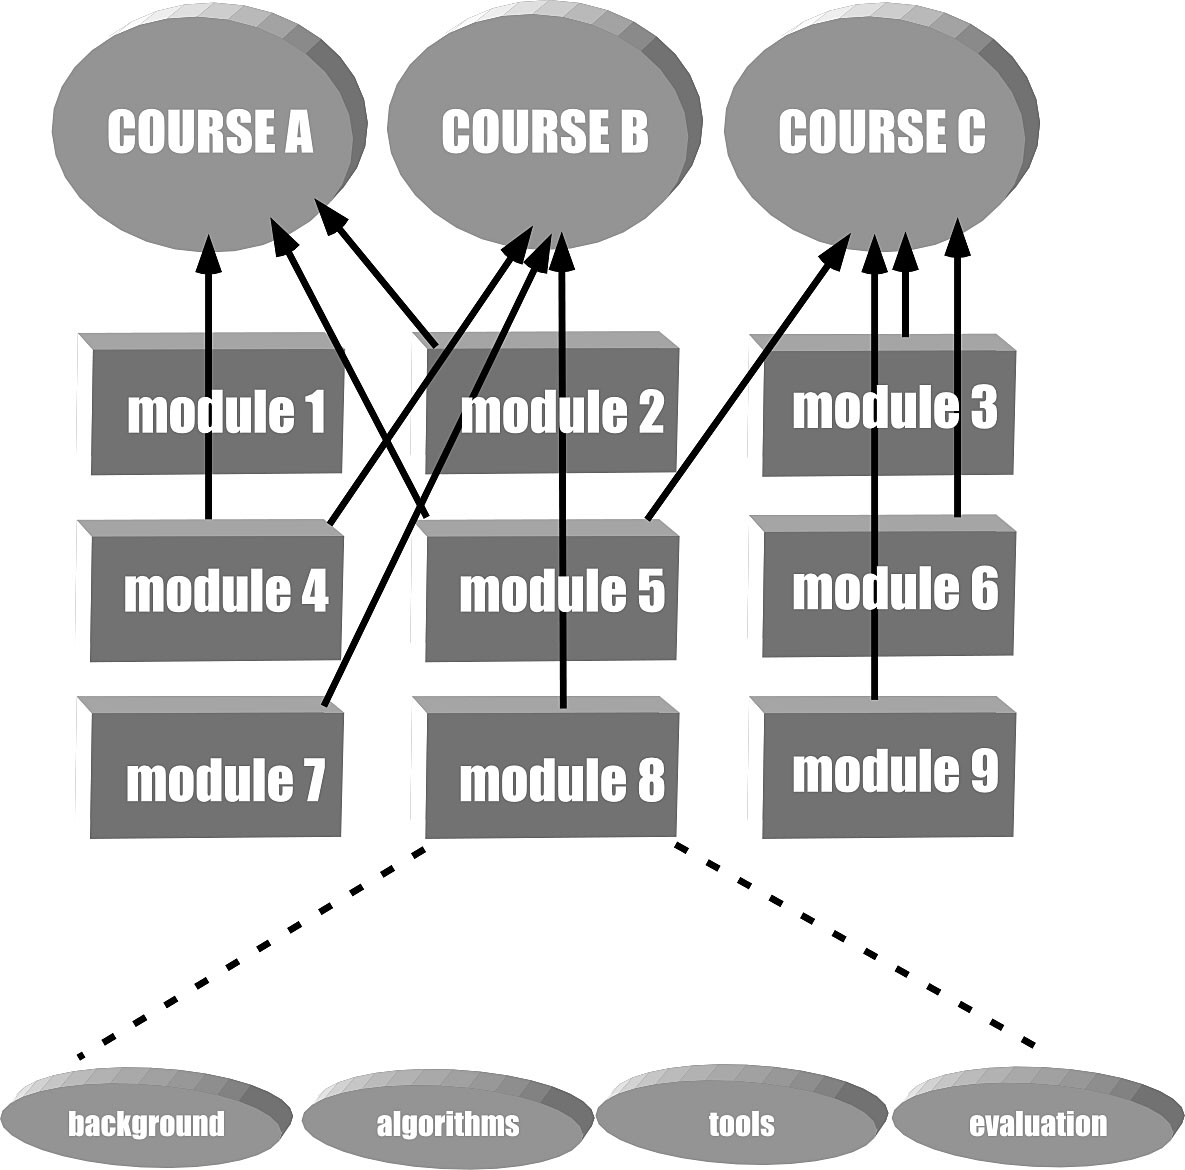 COURSE A
COURSE B
COURSE C
module 1
module 2
module 3
module 4
module 5
module 6
module 7
module 8
module 9
background
algorithms
tools
evaluation